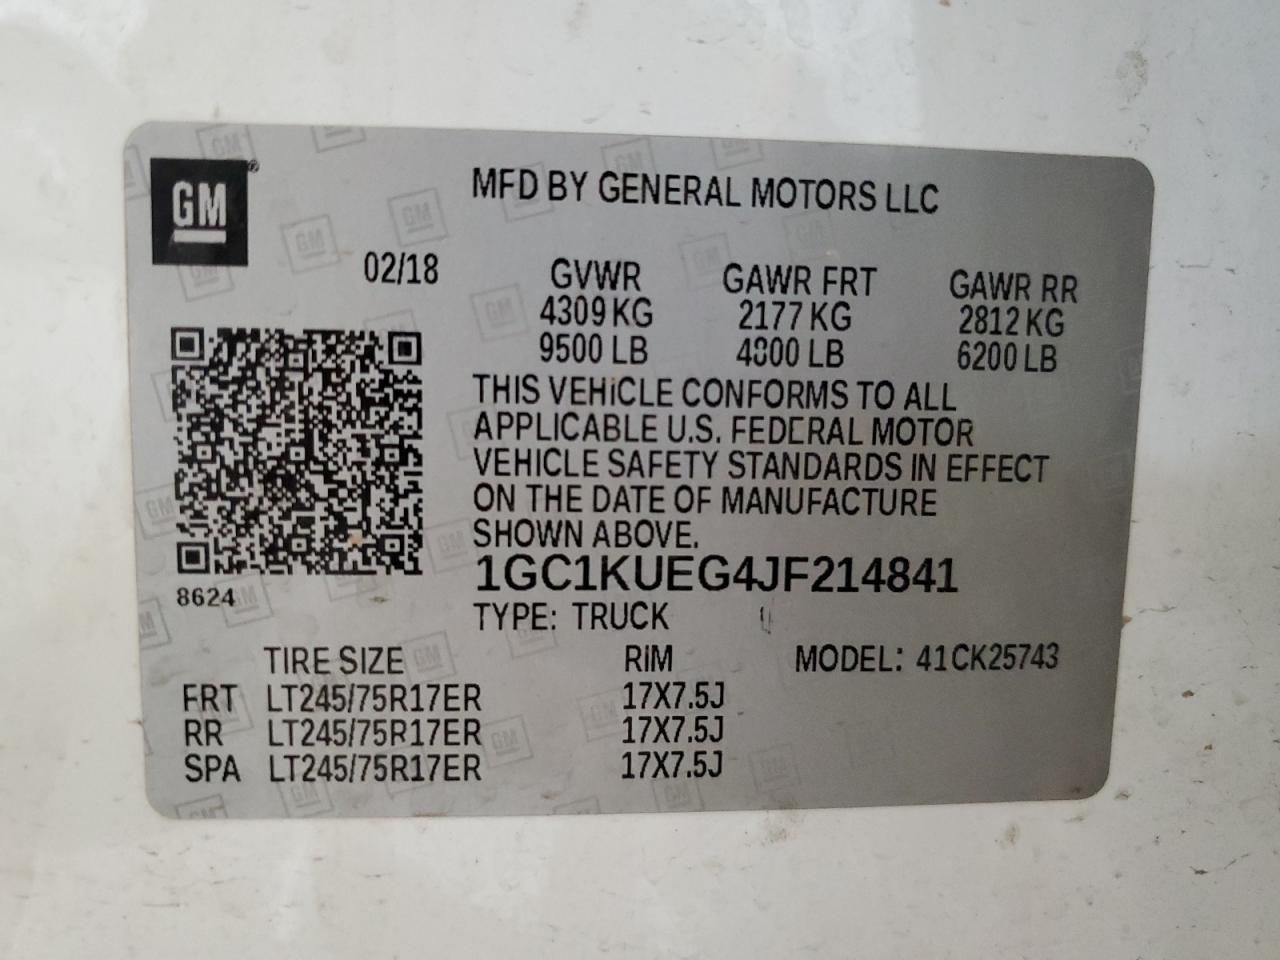 GM
MFD BY GENERAL MOTORS LLC
02/18 GVWR GAWR FRT GAWR RR
4309 KG 2177 KG 2812 KG
9500 LB 4800 LB 6200 LB
THIS VEHICLE CONFORMS TO ALL
APPLICABLE U.S. FEDERAL MOTOR
VEHICLE SAFETY STANDARDS IN EFFECT
ON THE DATE OF MANUFACTURE
SHOWN ABOVE.
1GC1KUEG4JF214841
8624
TYPE: TRUCK
TIRE SIZE RIM MODEL: 41CK25743
FRT LT245/75R17ER 17X7.5J
RR LT245/75R17ER 17X7.5J
SPA LT245/75R17ER 17X7.5J